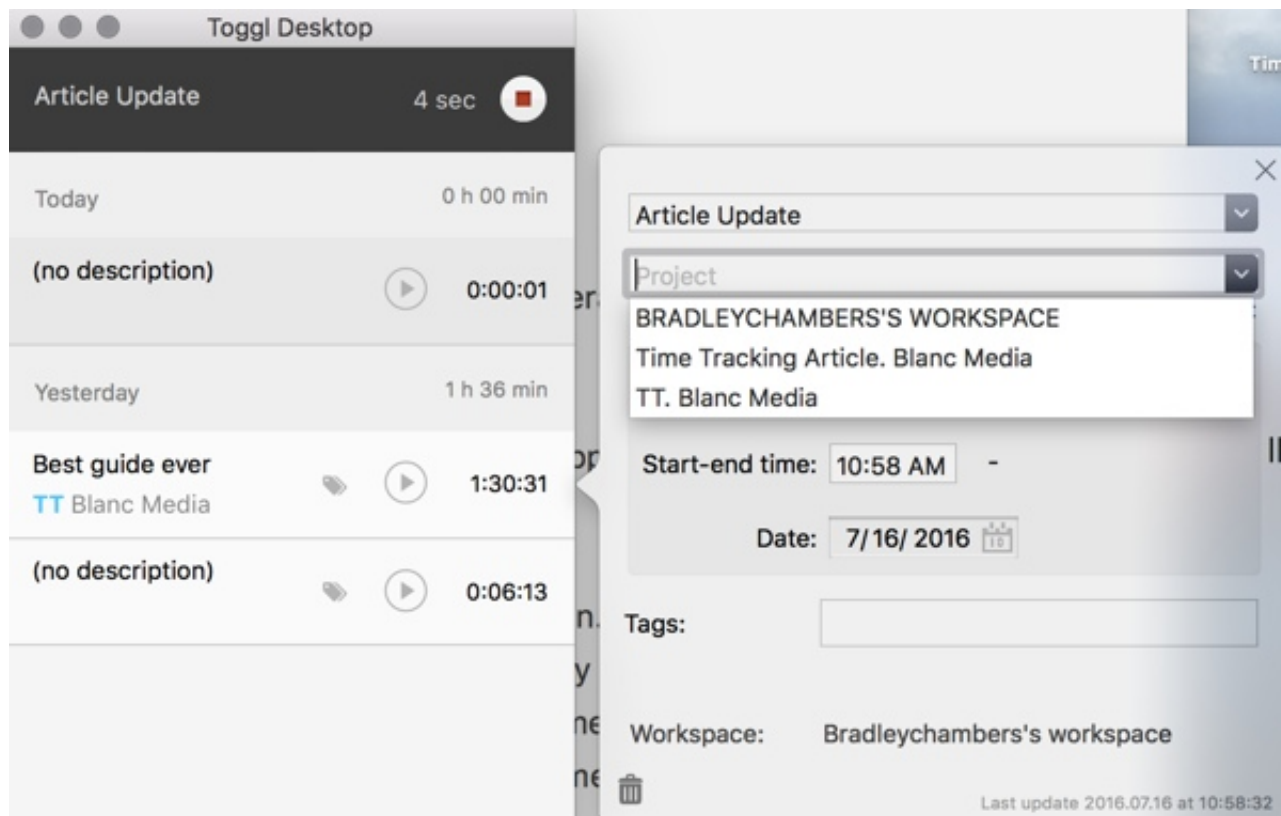 Toggl Desktop
Article Update
4 sec
Today
0 h 00 min
(no description)
0:00:01
Yesterday
1 h 36 min
Best guide ever
TT Blanc Media
1:30:31
(no description)
0:06:13
Tim
Article Update
Project
BRADLEYCHAMBERS'S WORKSPACE
Time Tracking Article. Blanc Media
TT. Blanc Media
Start-end time: 10:58 AM -
Date: 7/16/ 2016
Tags:
Workspace: Bradleychambers's workspace
Last update 2016.07.16 at 10:58:32